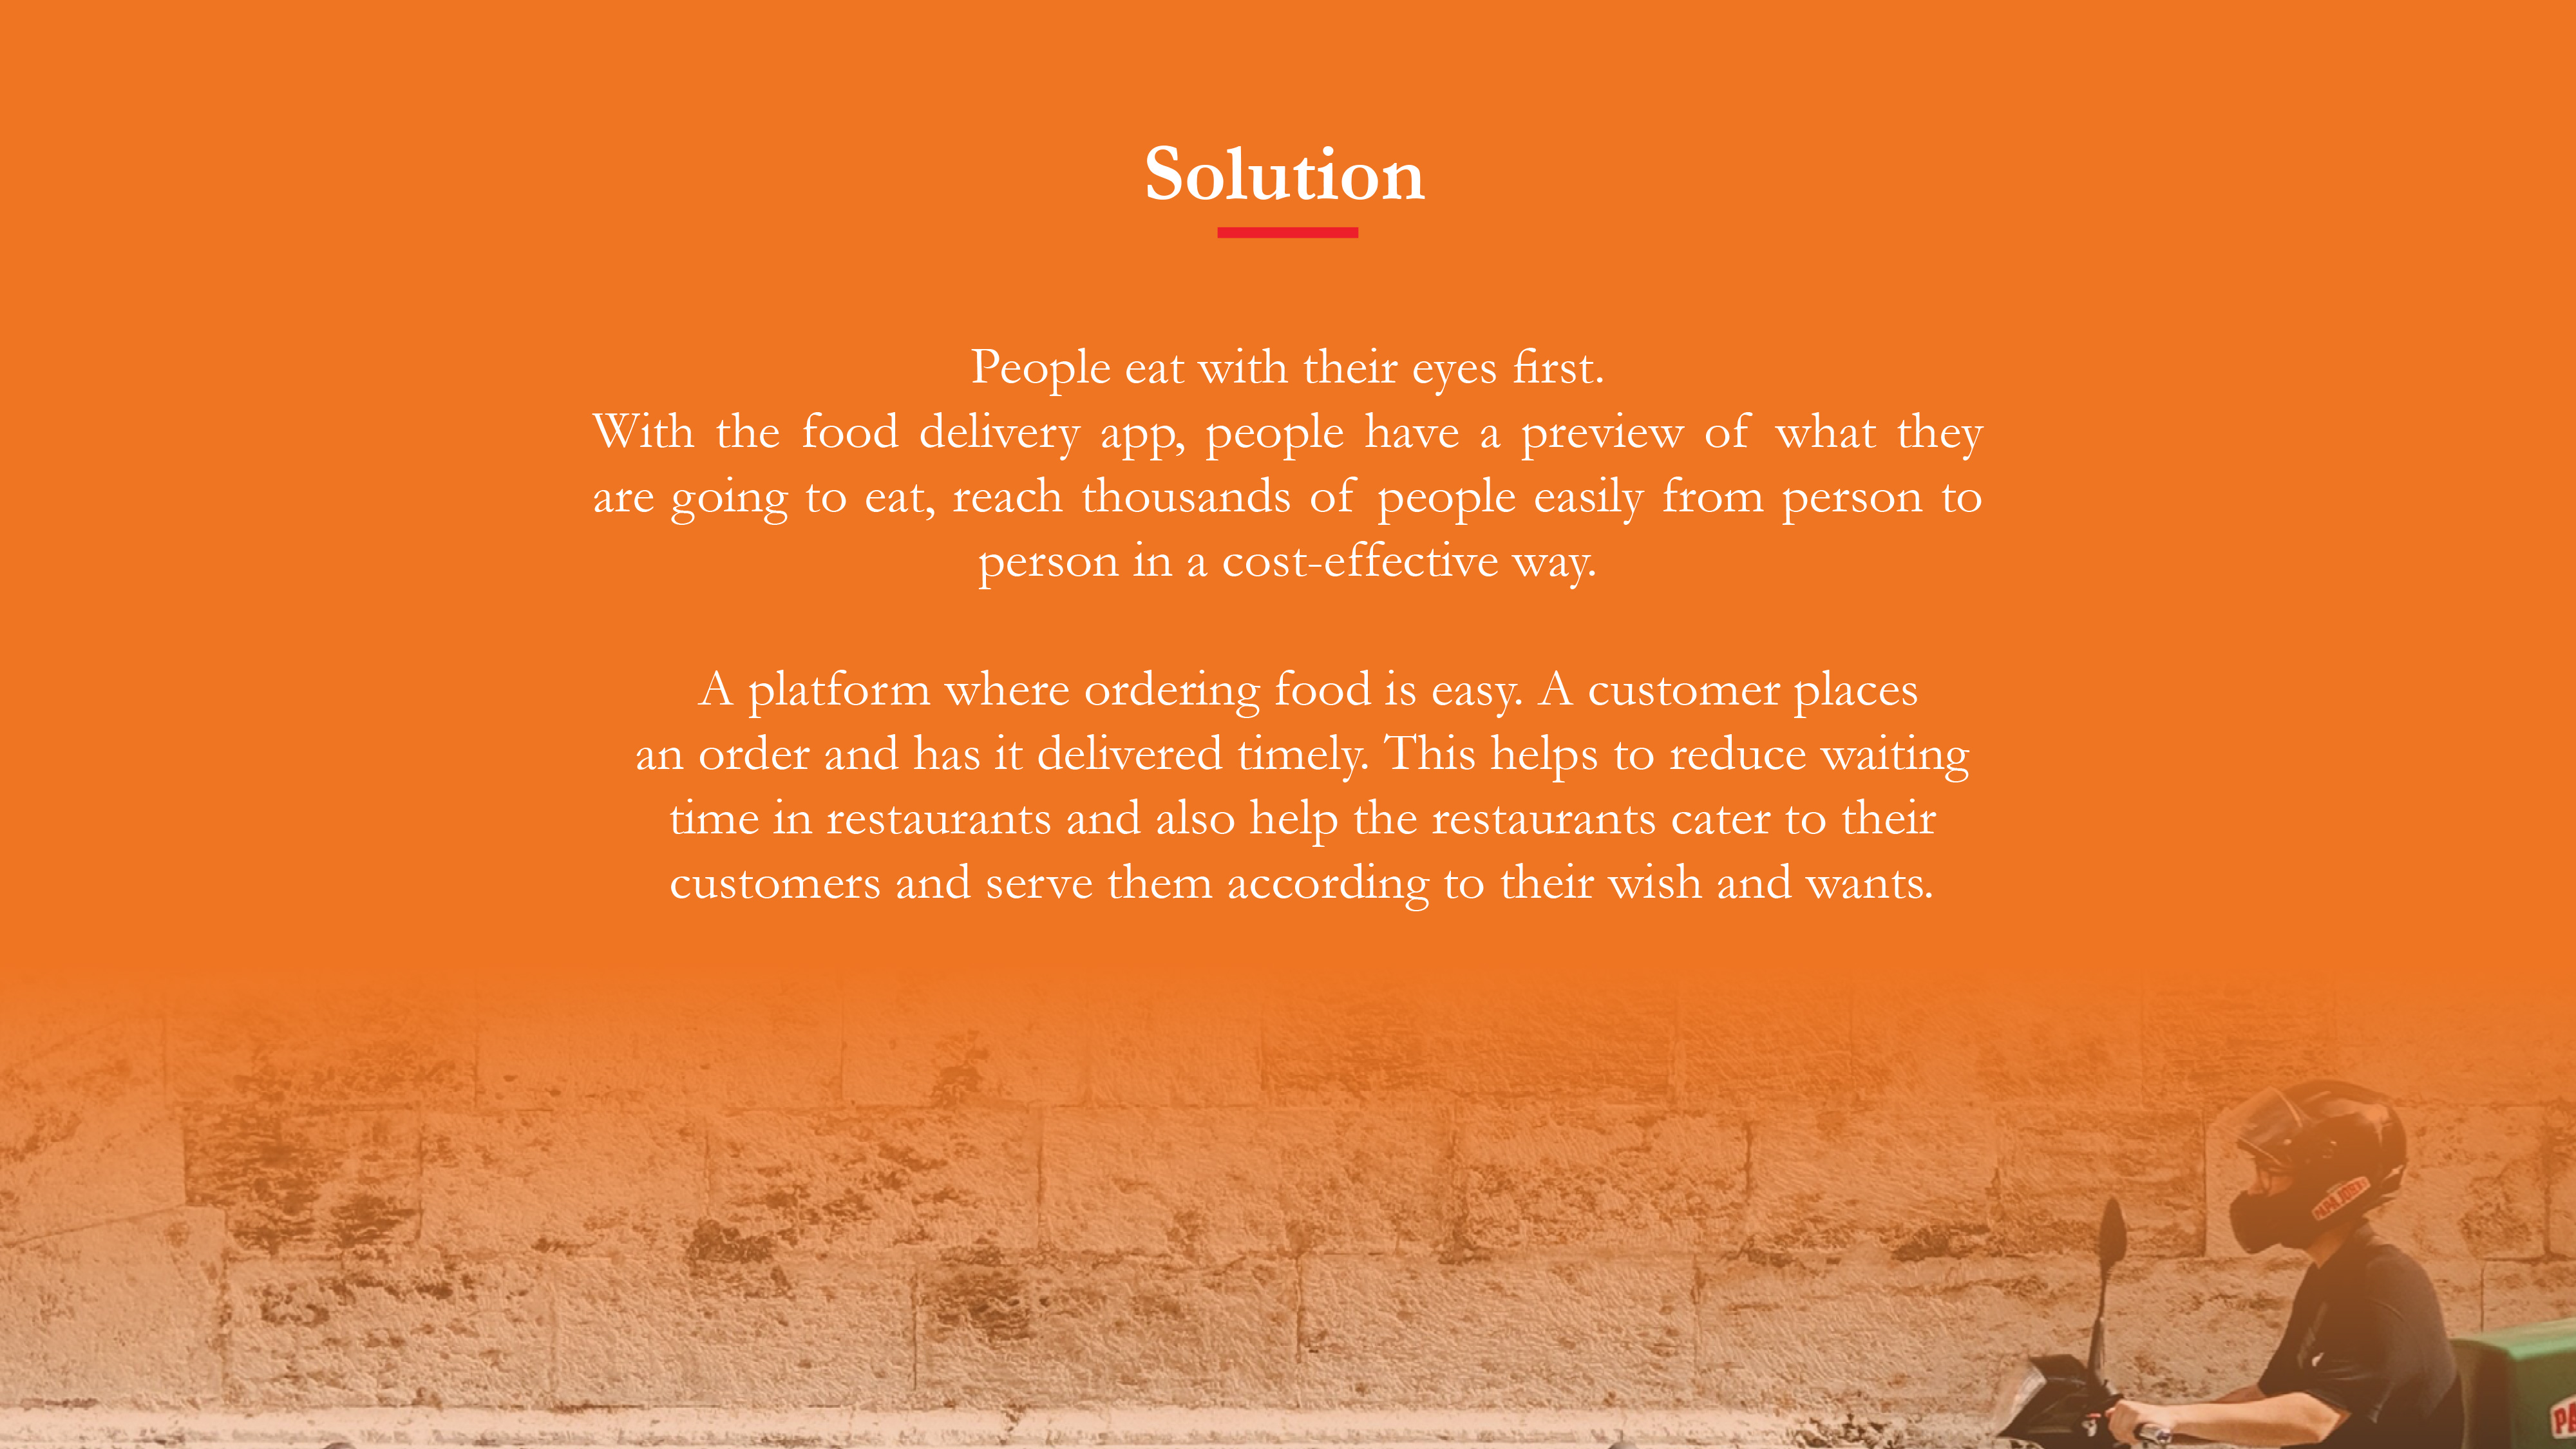 Solution
People eat with their eyes first.
With the food delivery app, people have a preview of what they
are going to eat, reach thousands of people easily from person to
person in a cost-effective way.
A platform where ordering food is easy. A customer places
an order and has it delivered timely. This helps to reduce waiting
time in restaurants and also help the restaurants cater to their
customers and serve them according to their wish and wants.